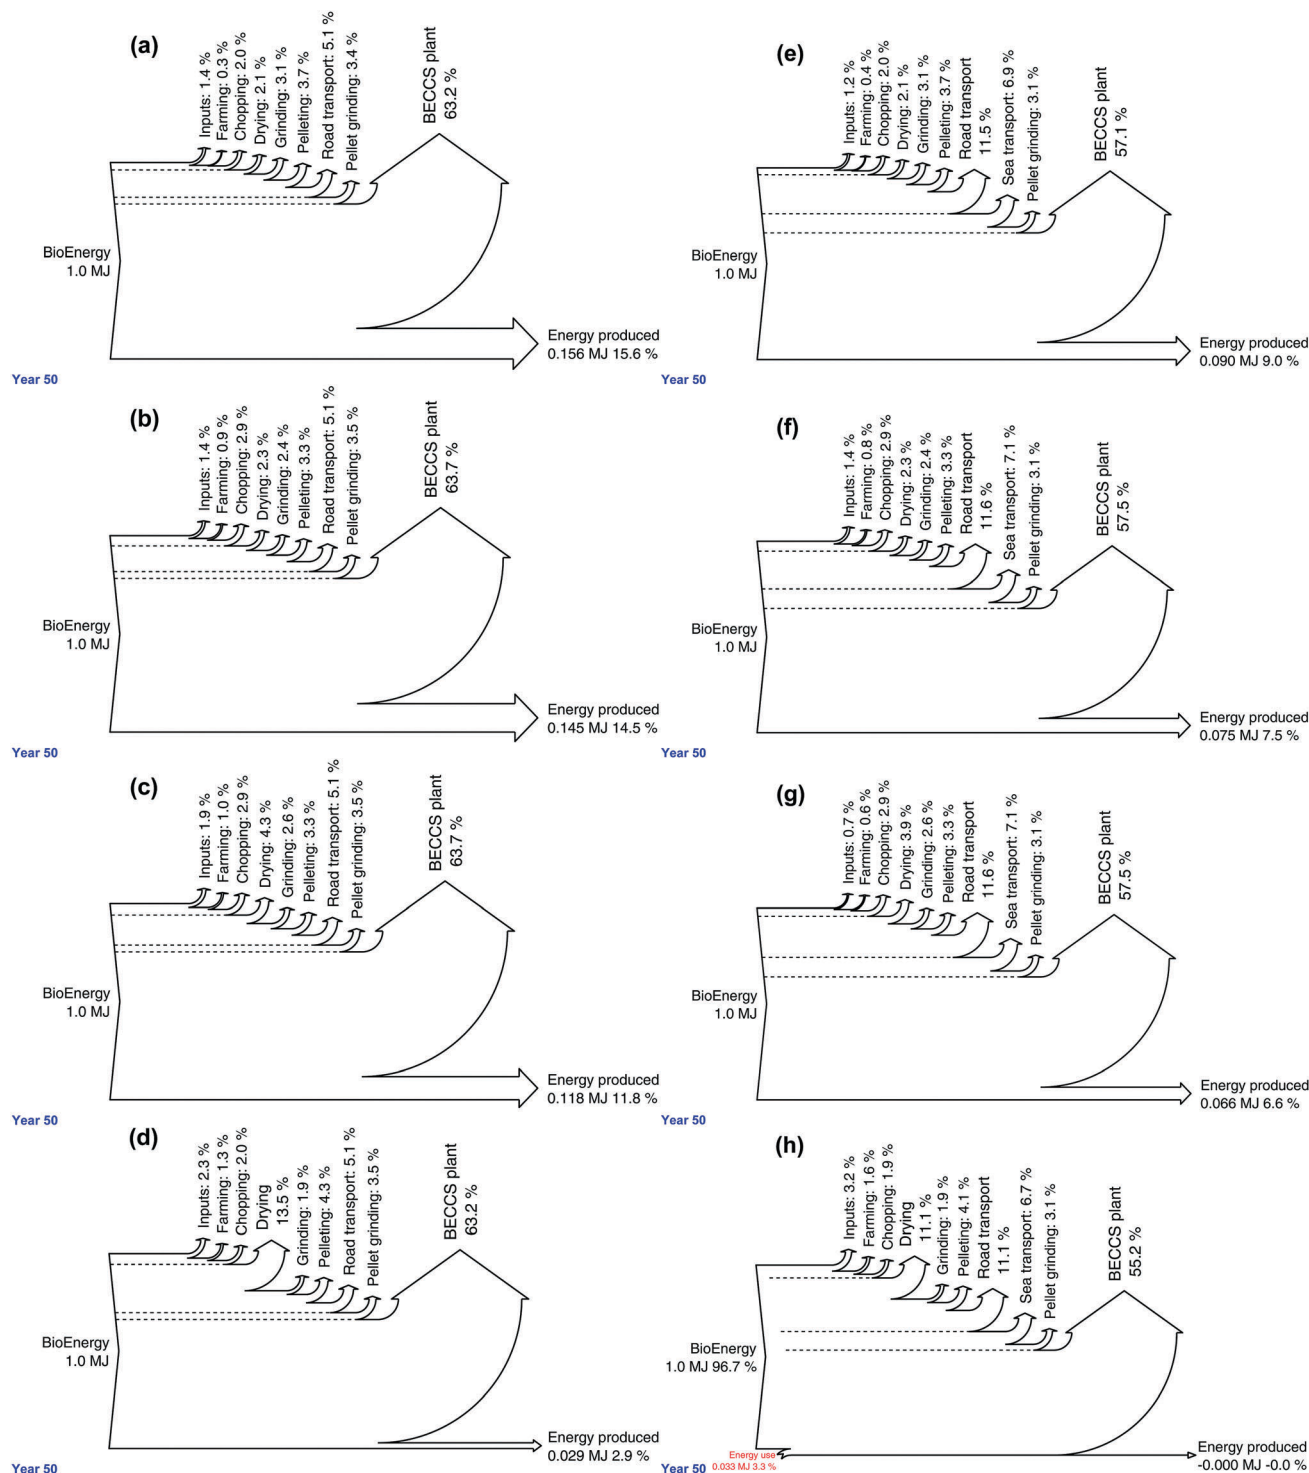 (a)
Inputs: 1.4 %
Farming: 0.3 %
Chopping: 2.0 %
Drying: 2.1 %
Grinding: 3.1 %
Pelleting: 3.7 %
Road transport: 5.1 %
Pellet grinding: 3.4 %
BECCS plant
63.2 %
BioEnergy
1.0 MJ
Energy produced
0.156 MJ 15.6 %
Year 50
(b)
Inputs: 1.4 %
Farming: 0.9 %
Chopping: 2.9 %
Drying: 2.3 %
Grinding: 2.4 %
Pelleting: 3.3 %
Road transport: 5.1 %
Pellet grinding: 3.5 %
BECCS plant
63.7 %
BioEnergy
1.0 MJ
Energy produced
0.145 MJ 14.5 %
Year 50
(c)
Inputs: 1.9 %
Farming: 1.0 %
Chopping: 2.9 %
Drying: 4.3 %
Grinding: 2.6 %
Pelleting: 3.3 %
Road transport: 5.1 %
Pellet grinding: 3.5 %
BECCS plant
63.7 %
BioEnergy
1.0 MJ
Energy produced
0.118 MJ 11.8 %
Year 50
(d)
Inputs: 2.3 %
Farming: 1.3 %
Chopping: 2.0 %
Drying
13.5 %
Grinding: 1.9 %
Pelleting: 4.3 %
Road transport: 5.1 %
Pellet grinding: 3.5 %
BECCS plant
63.2 %
BioEnergy
1.0 MJ
Energy produced
0.029 MJ 2.9 %
Year 50
(e)
Inputs: 1.2 %
Farming: 0.4 %
Chopping: 2.0 %
Drying: 2.1 %
Grinding: 3.1 %
Pelleting: 3.7 %
Road transport
11.5 %
Sea transport: 6.9 %
Pellet grinding: 3.1 %
BECCS plant
57.1 %
BioEnergy
1.0 MJ
Energy produced
0.090 MJ 9.0 %
Year 50
(f)
Inputs: 1.4 %
Farming: 0.8 %
Chopping: 2.9 %
Drying: 2.3 %
Grinding: 2.4 %
Pelleting: 3.3 %
Road transport
11.6 %
Sea transport: 7.1 %
Pellet grinding: 3.1 %
BECCS plant
57.5 %
BioEnergy
1.0 MJ
Energy produced
0.075 MJ 7.5 %
Year 50
(g)
Inputs: 0.7 %
Farming: 0.6 %
Chopping: 2.9 %
Drying: 3.9 %
Grinding: 2.6 %
Pelleting: 3.3 %
Road transport
11.6 %
Sea transport: 7.1 %
Pellet grinding: 3.1 %
BECCS plant
57.5 %
BioEnergy
1.0 MJ
Energy produced
0.066 MJ 6.6 %
Year 50
(h)
Inputs: 3.2 %
Farming: 1.6 %
Chopping: 1.9 %
Drying
11.1 %
Grinding: 1.9 %
Pelleting: 4.1 %
Road transport
11.1 %
Sea transport: 6.7 %
Pellet grinding: 3.1 %
BECCS plant
55.2 %
BioEnergy
1.0 MJ 96.7 %
Energy use
0.033 MJ 3.3 %
Energy produced
-0.000 MJ -0.0 %
Year 50